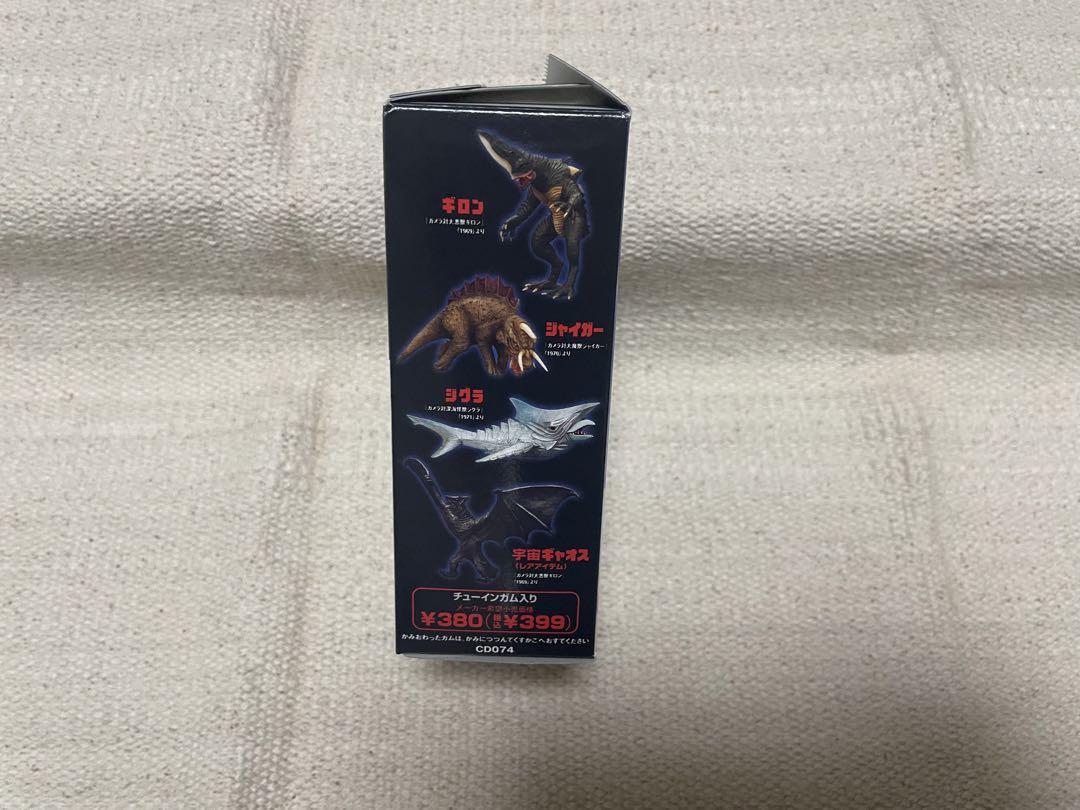 ギロン
「ガメラ対大悪獣ギロン」
「1969」より
ジャイガー
「ガメラ対大魔獣ジャイガー」
「1970」より
ジグラ
「ガメラ対深海怪獣ジグラ」
「1971」より
宇宙ギャオス
（レアアイテム）
「ガメラ対大悪獣ギロン」
「1969」より
チューインガム入り
メーカー希望小売価格
¥380(税込¥399)
かみおわったガムは、かみにつつんでくずかごへおすてください
CD074